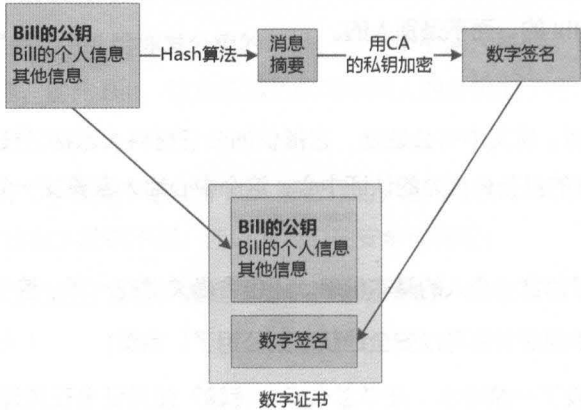 Bill的公钥
Bill的个人信息
其他信息
Hash算法
消息
摘要
用CA
的私钥加密
数字签名
Bill的公钥
Bill的个人信息
其他信息
数字签名
数字证书